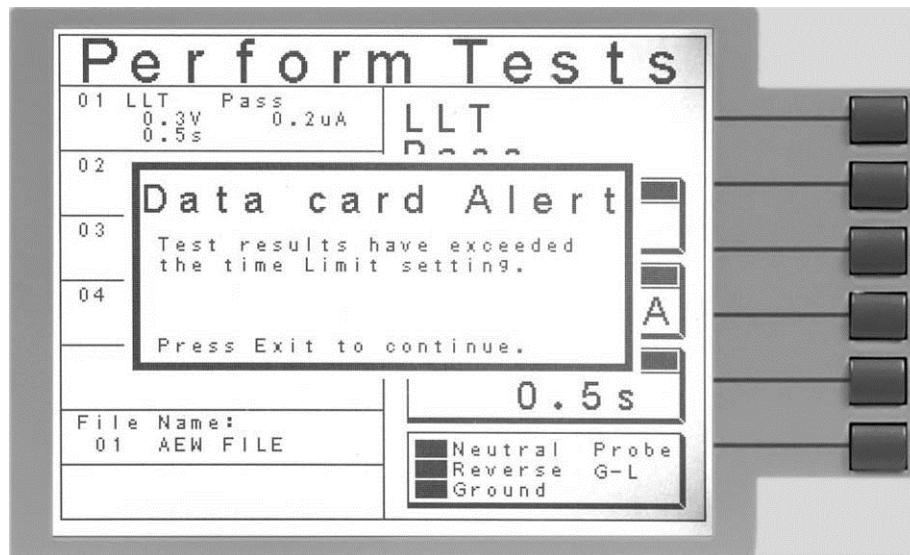 Perform Tests
01 LLT Pass
0.3V 0.2uA
0.5s
LLT
Pass
02
03
04
Data card Alert
Test results have exceeded
the time Limit setting.
Press Exit to continue.
A
0.5s
File Name:
01 AEW FILE
Neutral Probe
Reverse G-L
Ground